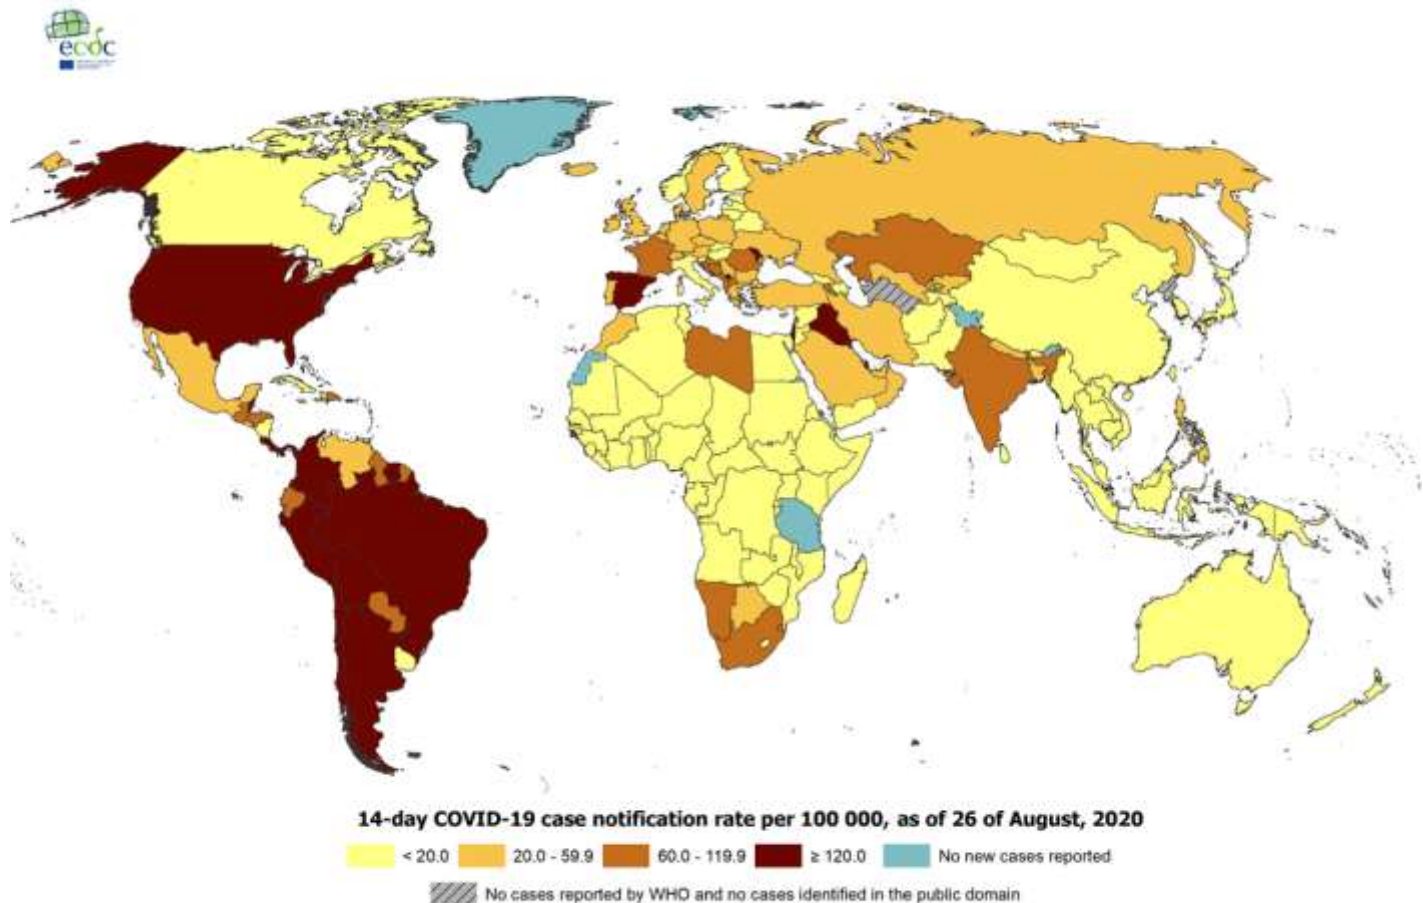 ecdc
14-day COVID-19 case notification rate per 100 000, as of 26 of August, 2020
< 20.0 20.0 - 59.9 60.0 - 119.9 ≥ 120.0 No new cases reported
No cases reported by WHO and no cases identified in the public domain